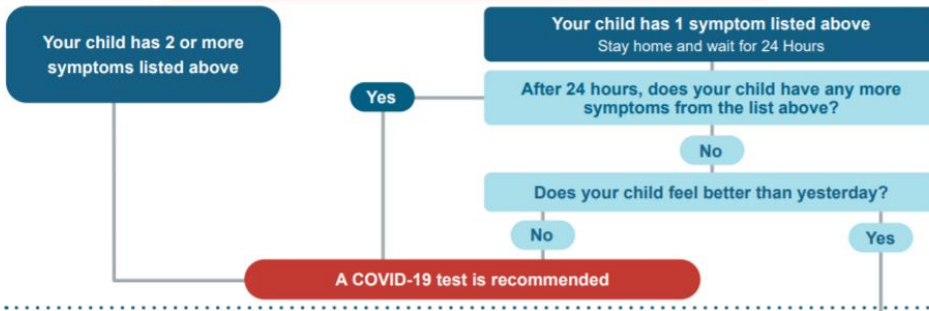 Your child has 2 or more
symptoms listed above
Your child has 1 symptom listed above
Stay home and wait for 24 Hours
Yes
After 24 hours, does your child have any more
symptoms from the list above?
No
Does your child feel better than yesterday?
No
Yes
A COVID-19 test is recommended